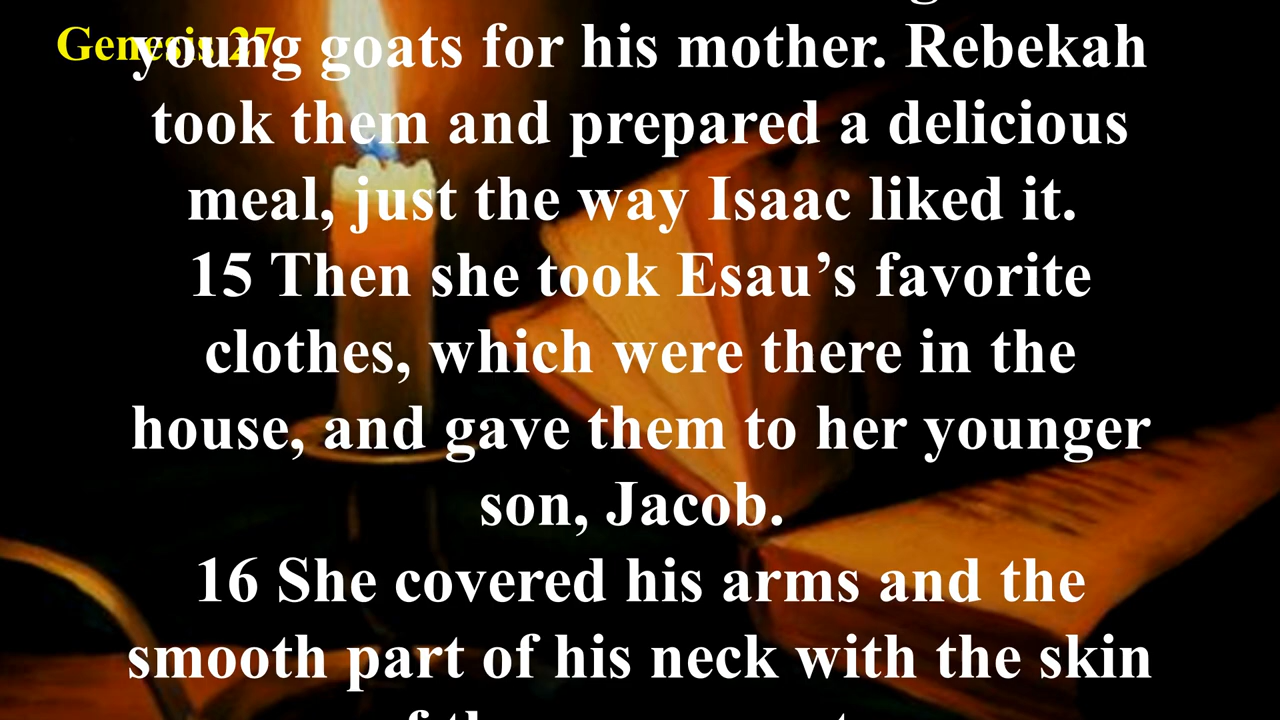 Genesis 27
young goats for his mother. Rebekah
took them and prepared a delicious
meal, just the way Isaac liked it.
15 Then she took Esau’s favorite
clothes, which were there in the
house, and gave them to her younger
son, Jacob.
16 She covered his arms and the
smooth part of his neck with the skin